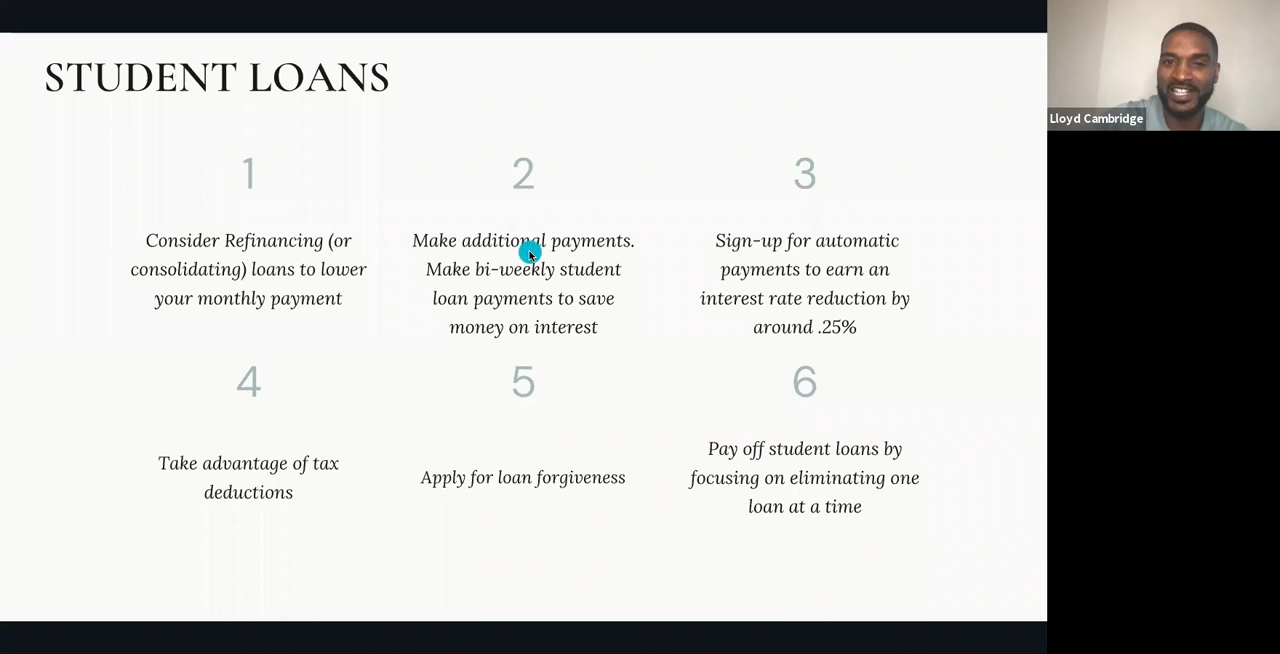 STUDENT LOANS
1
Consider Refinancing (or
consolidating) loans to lower
your monthly payment
2
Make additional payments.
Make bi-weekly student
loan payments to save
money on interest
3
Sign-up for automatic
payments to earn an
interest rate reduction by
around .25%
4
Take advantage of tax
deductions
5
Apply for loan forgiveness
6
Pay off student loans by
focusing on eliminating one
loan at a time
Lloyd Cambridge